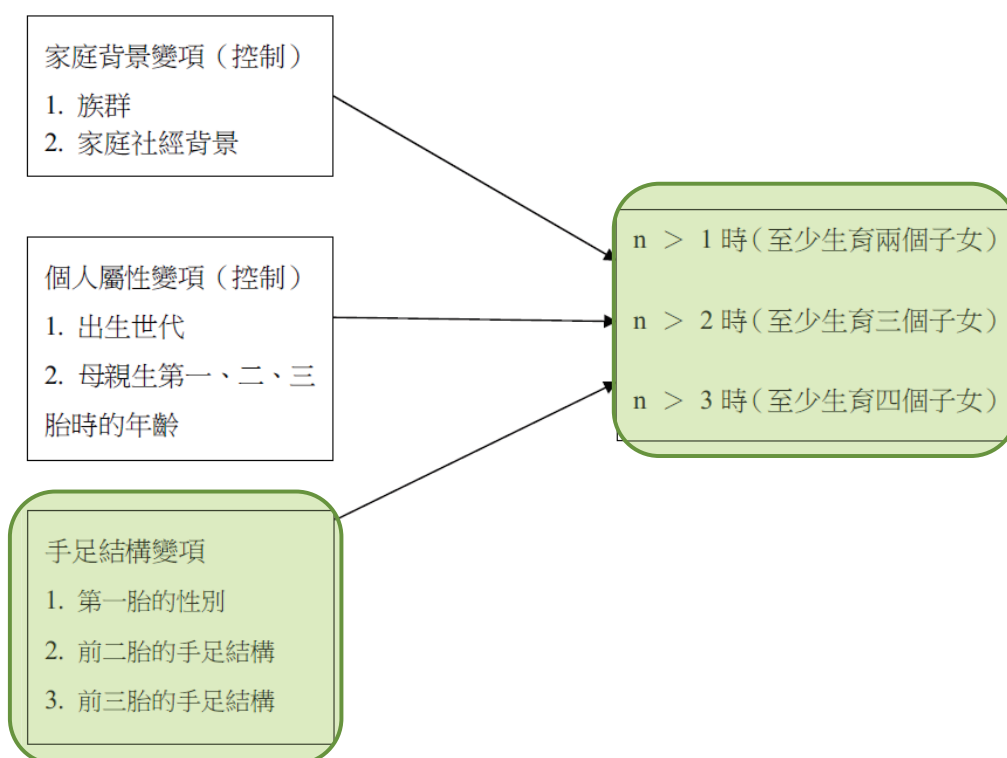 家庭背景變項（控制）
1. 族群
2. 家庭社經背景
個人屬性變項（控制）
1. 出生世代
2. 母親生第一、二、三
胎時的年齡
手足結構變項
1. 第一胎的性別
2. 前二胎的手足結構
3. 前三胎的手足結構
n ＞ 1 時（至少生育兩個子女）
n ＞ 2 時（至少生育三個子女）
n ＞ 3 時（至少生育四個子女）